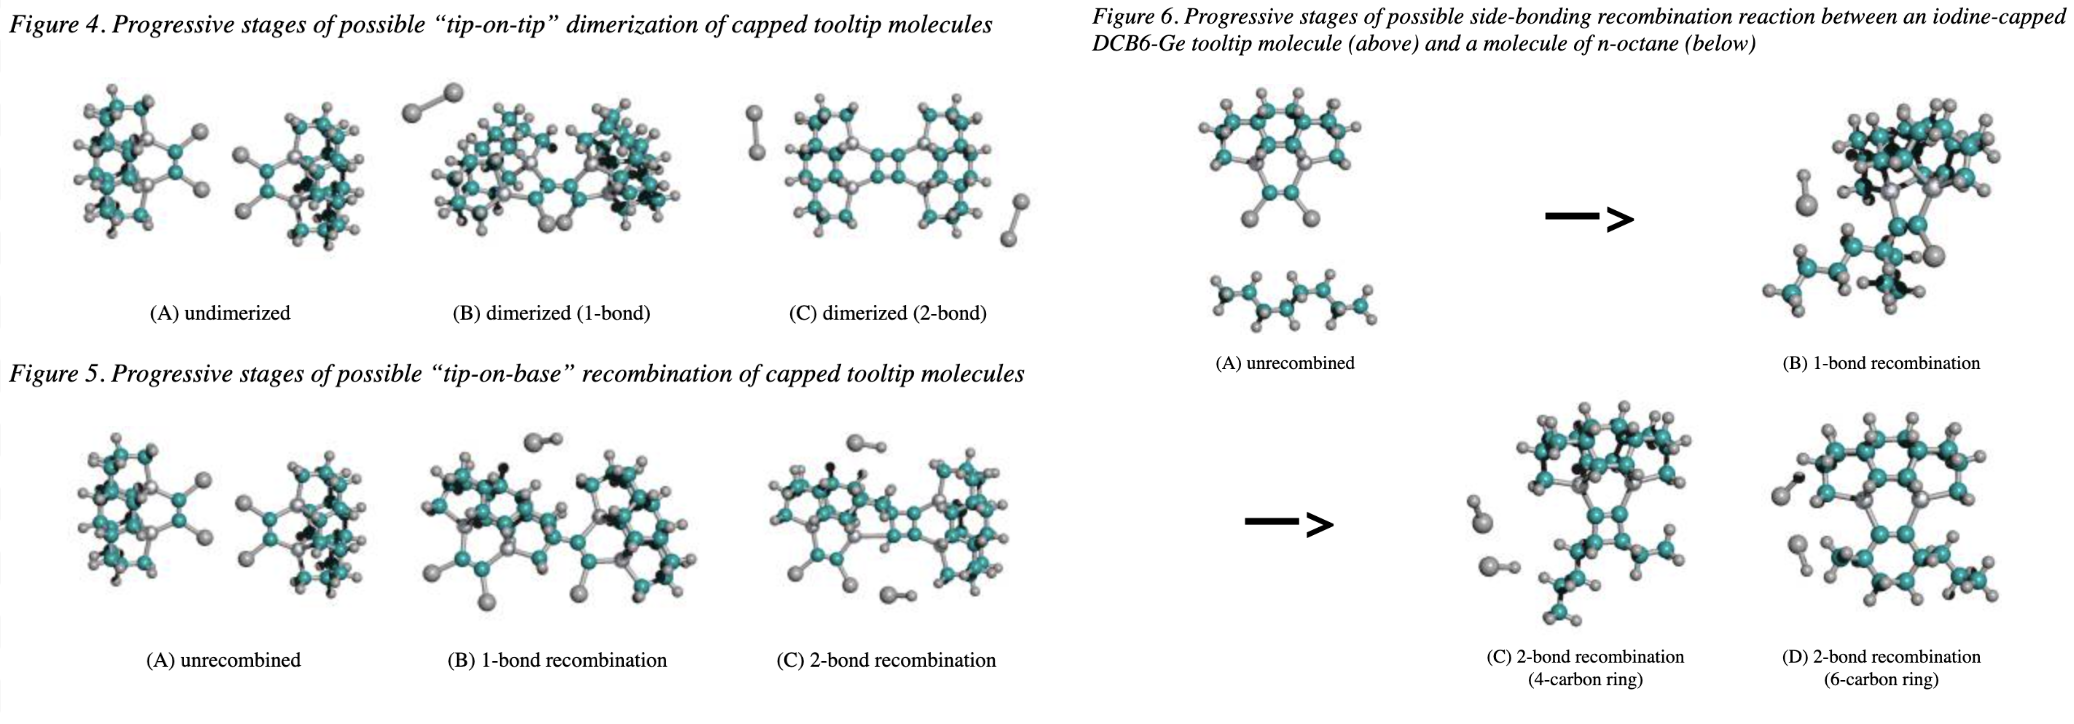 Figure 4. Progressive stages of possible “tip-on-tip” dimerization of capped tooltip molecules
(A) undimerized
(B) dimerized (1-bond)
(C) dimerized (2-bond)
Figure 5. Progressive stages of possible “tip-on-base” recombination of capped tooltip molecules
(A) unrecombined
(B) 1-bond recombination
(C) 2-bond recombination
Figure 6. Progressive stages of possible side-bonding recombination reaction between an iodine-capped
DCB6-Ge tooltip molecule (above) and a molecule of n-octane (below)
(A) unrecombined
(B) 1-bond recombination
(C) 2-bond recombination
(4-carbon ring)
(D) 2-bond recombination
(6-carbon ring)